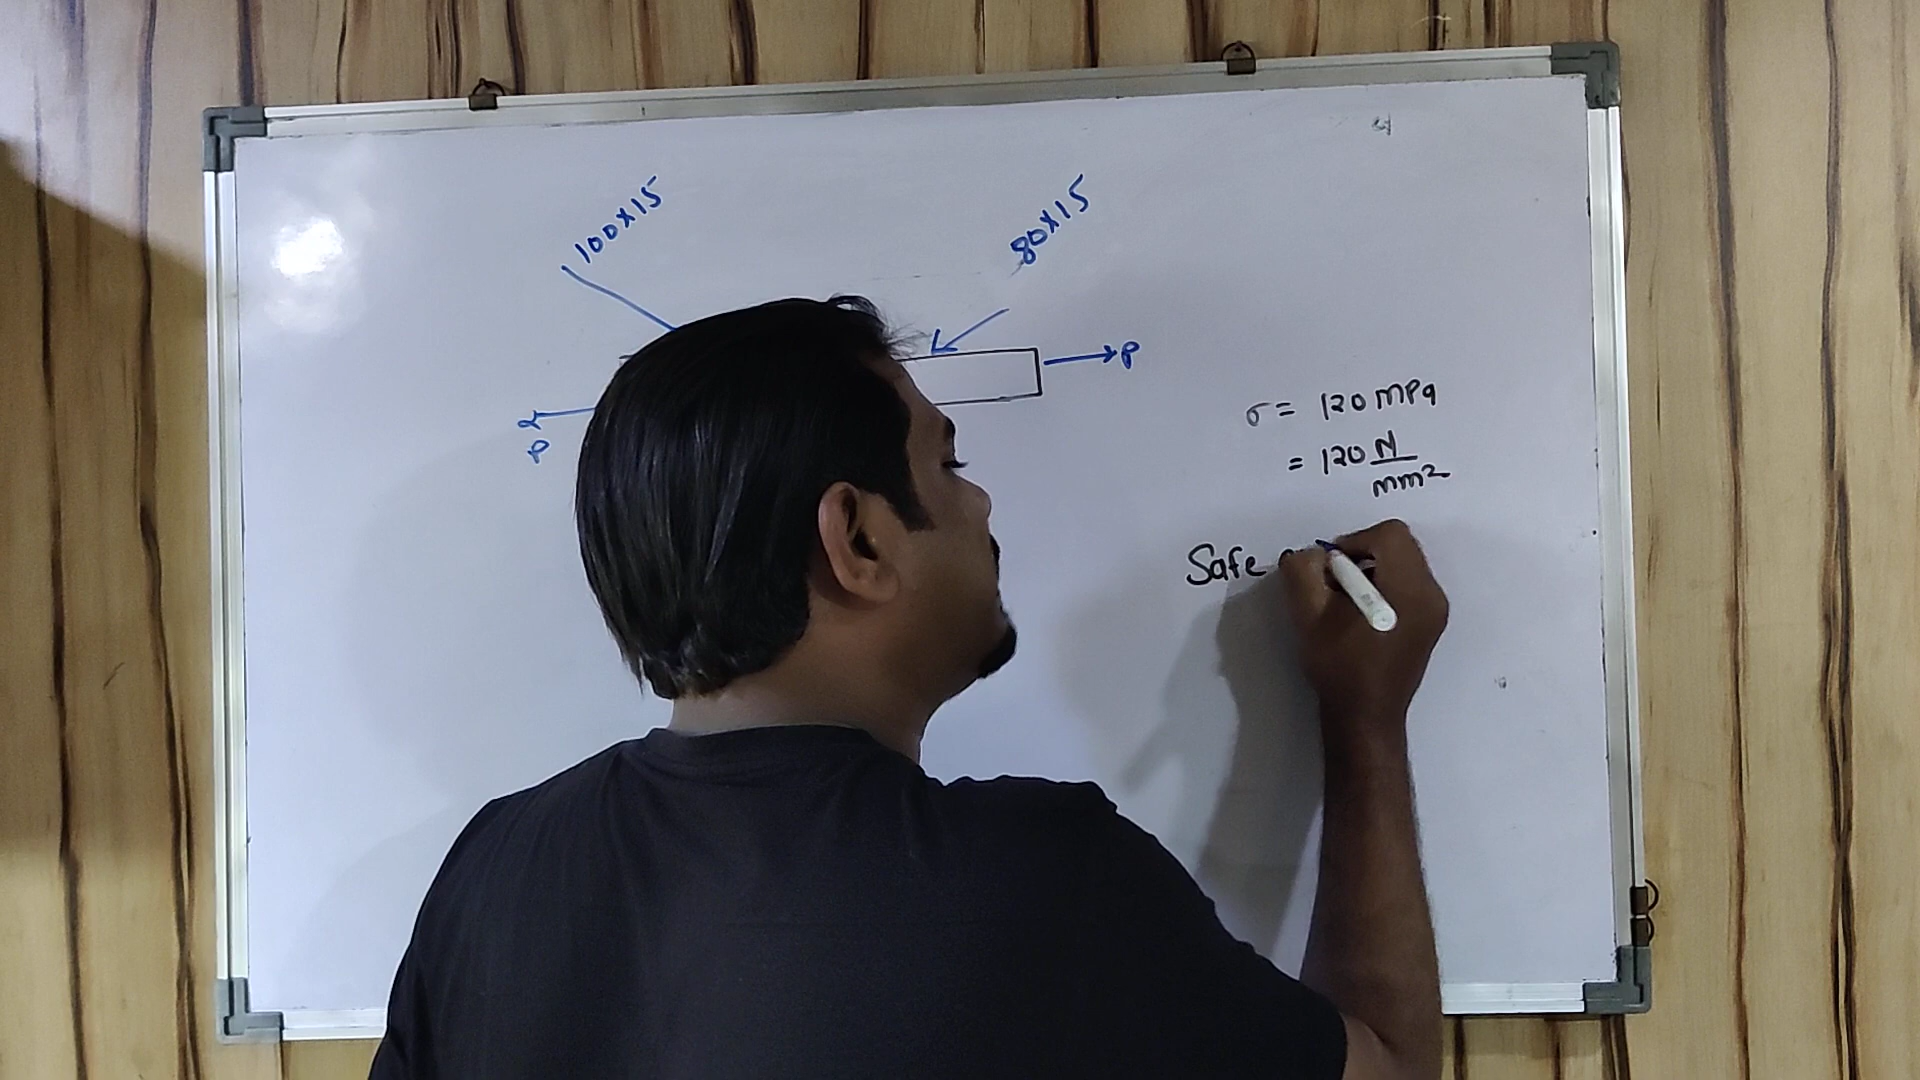 100x15
80x15
P
P
σ = 120 MPa
= 120 N
mm²
Safe